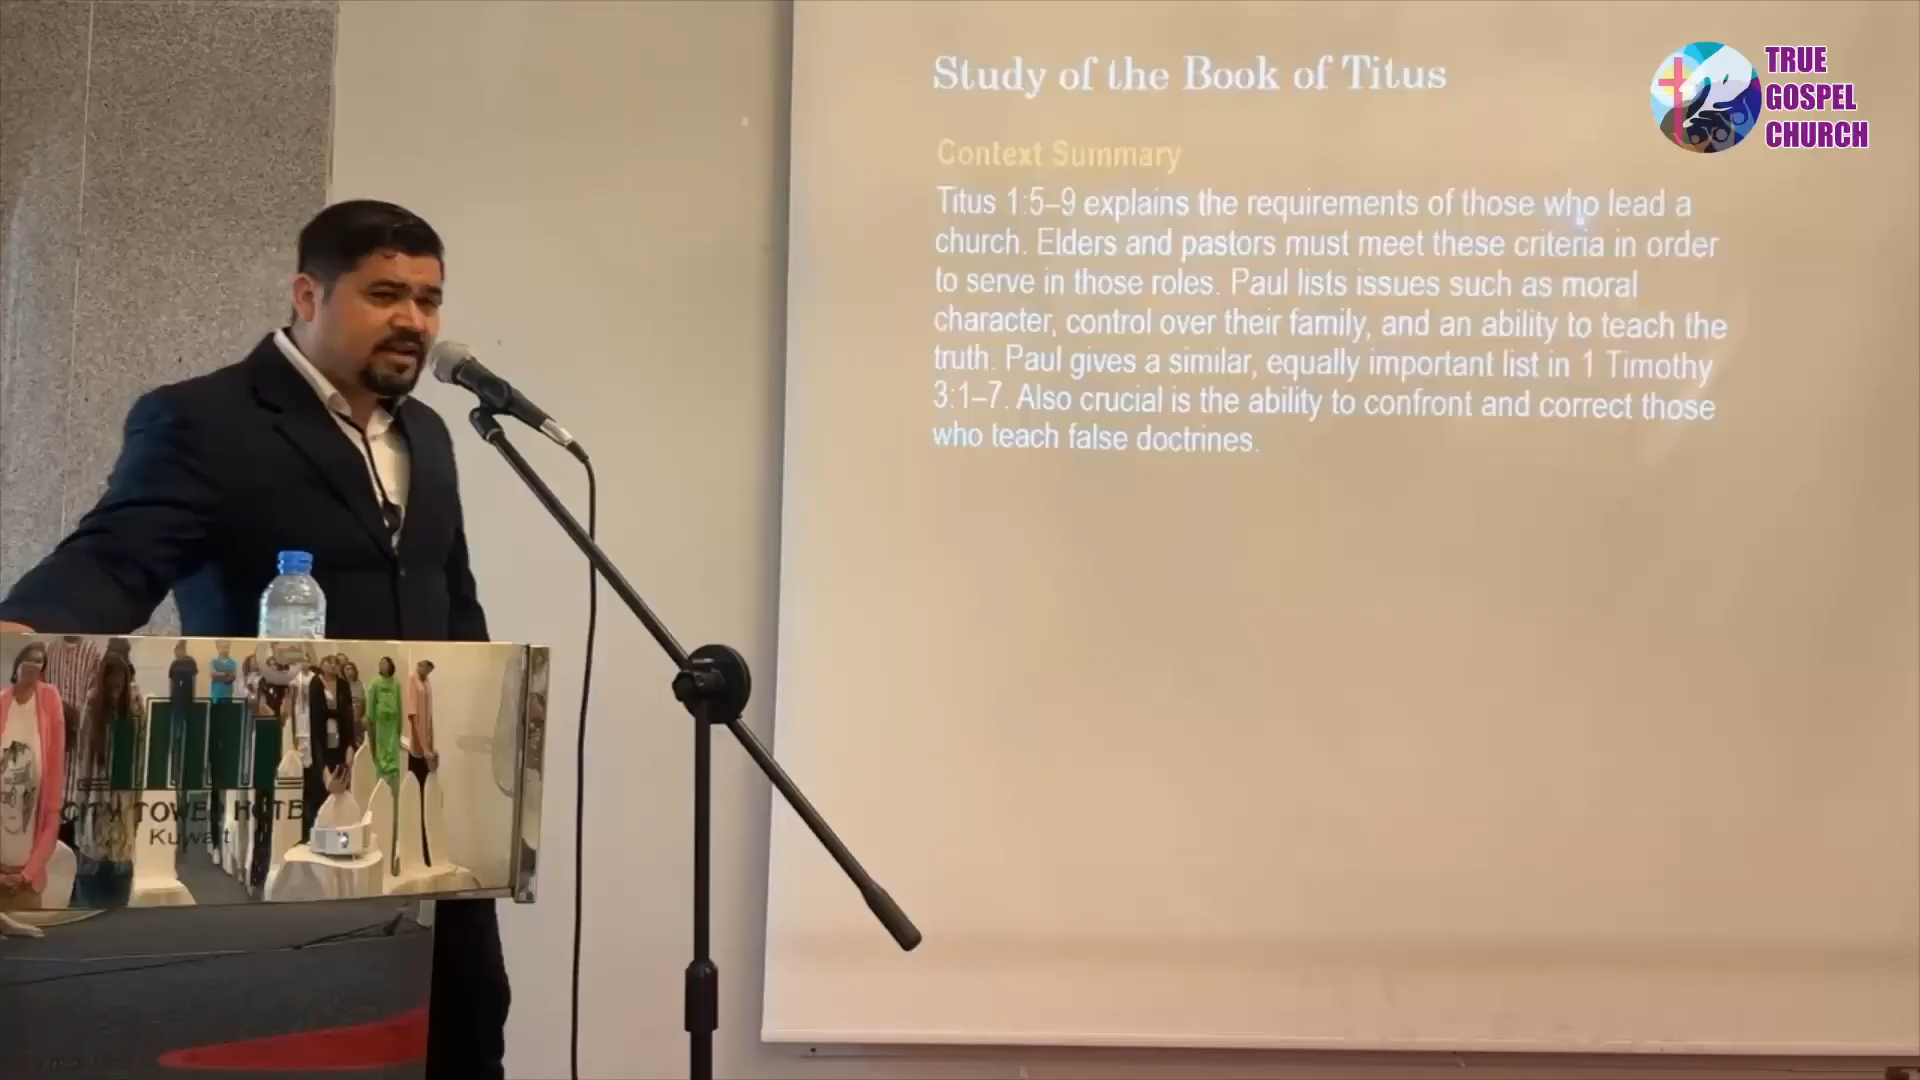 Study of the Book of Titus
TRUE
GOSPEL
CHURCH
Context Summary
Titus 1:5–9 explains the requirements of those who lead a
church. Elders and pastors must meet these criteria in order
to serve in those roles. Paul lists issues such as moral
character, control over their family, and an ability to teach the
truth. Paul gives a similar, equally important list in 1 Timothy
3:1–7. Also crucial is the ability to confront and correct those
who teach false doctrines.
CITY TOWER HOTEL
Kuwait